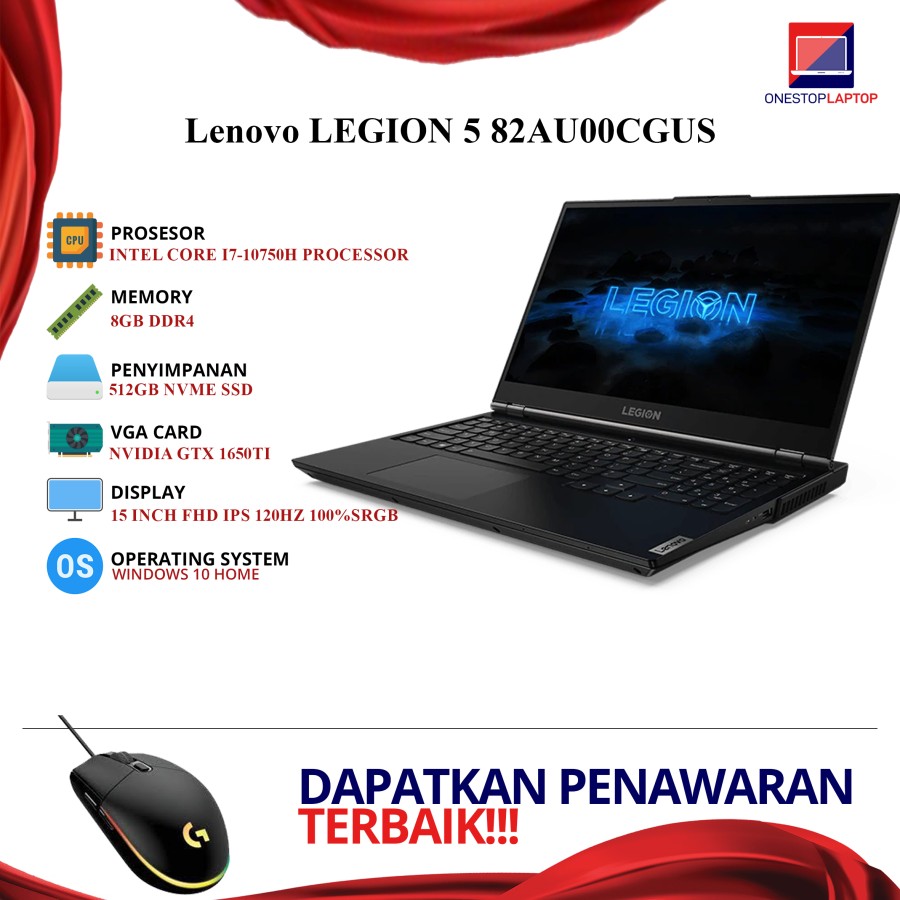 ONESTOPLAPTOP
Lenovo LEGION 5 82AU00CGUS
CPU
PROSESOR
INTEL CORE I7-10750H PROCESSOR
MEMORY
8GB DDR4
PENYIMPANAN
512GB NVME SSD
VGA CARD
NVIDIA GTX 1650TI
DISPLAY
15 INCH FHD IPS 120HZ 100%SRGB
OS
OPERATING SYSTEM
WINDOWS 10 HOME
LEGION
LEGION
Lenovo
G
DAPATKAN PENAWARAN
TERBAIK!!!